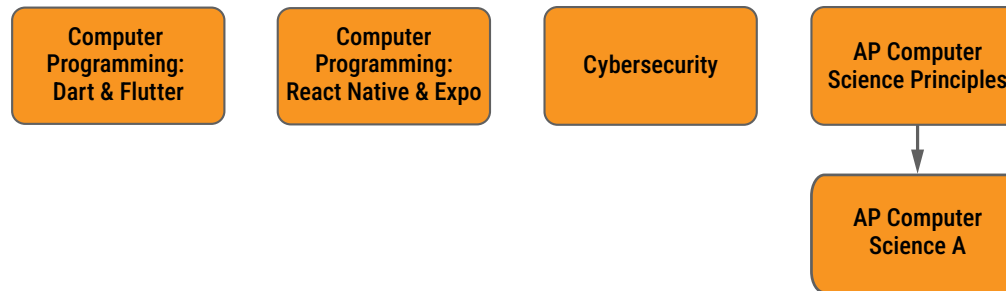 Computer
Programming:
Dart & Flutter
Computer
Programming:
React Native & Expo
Cybersecurity
AP Computer
Science Principles
AP Computer
Science A